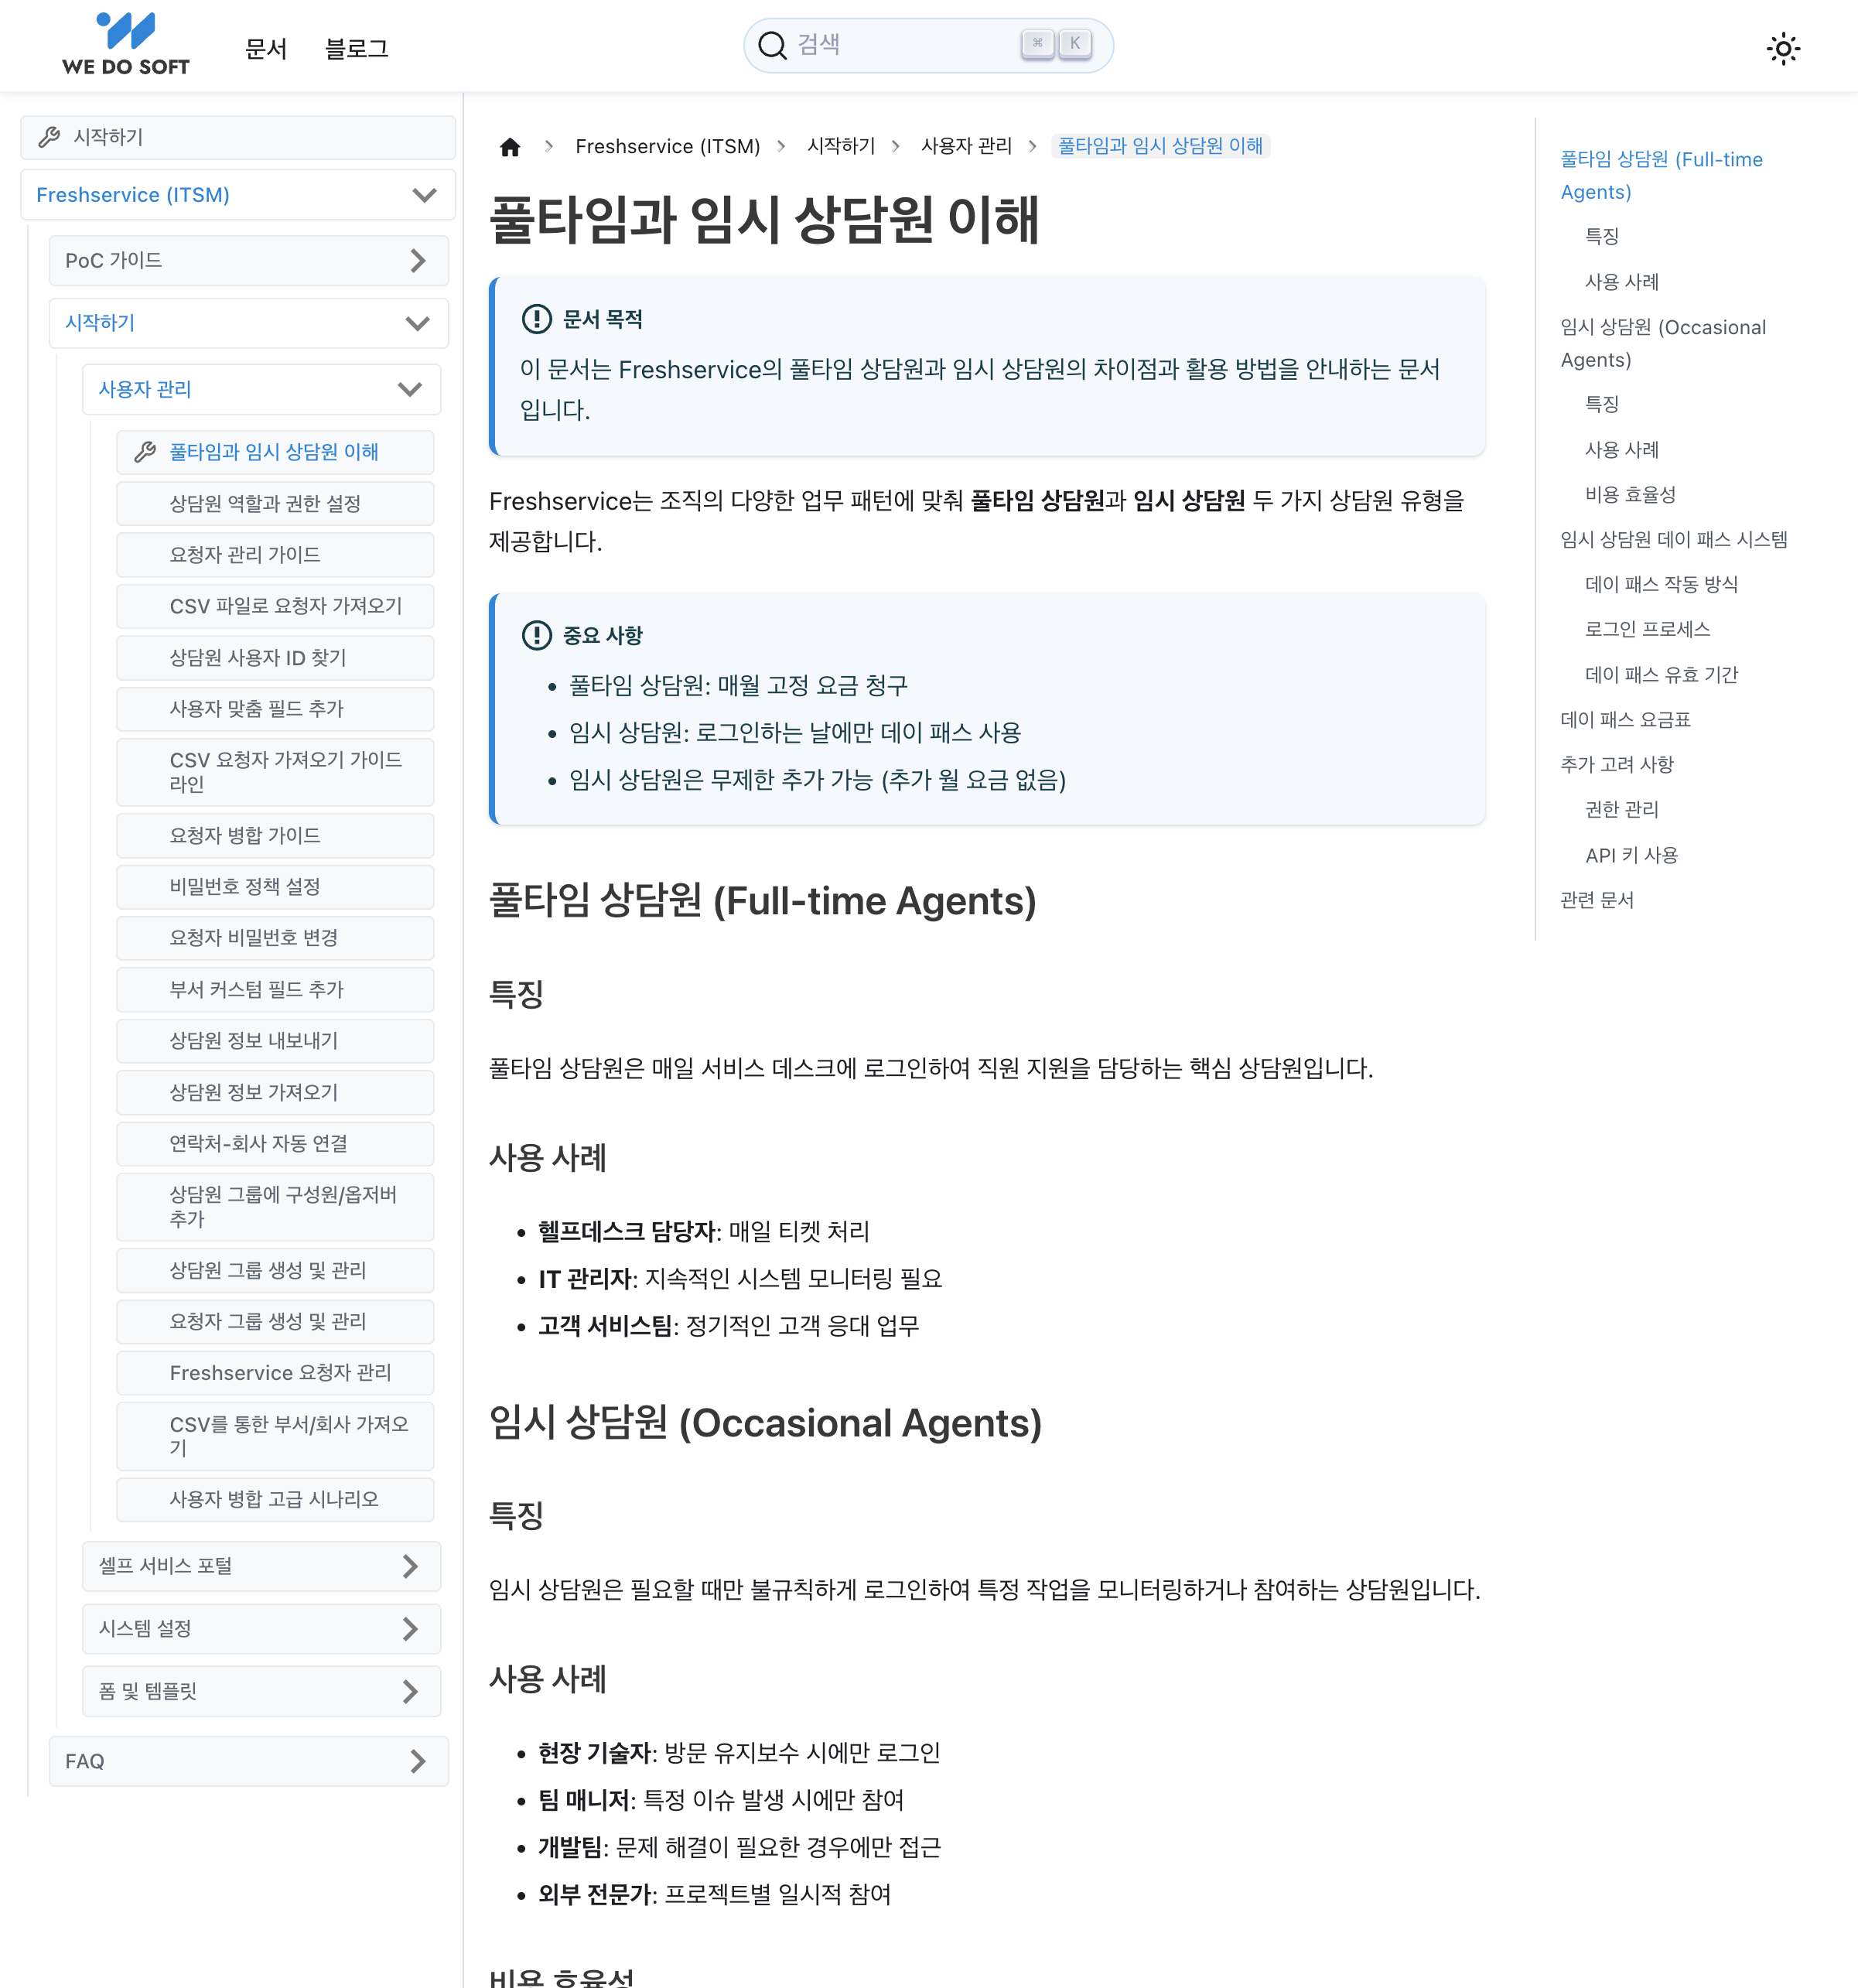 WE DO SOFT
문서
블로그
검색
⌘ K
시작하기
Freshservice (ITSM)
PoC 가이드
시작하기
사용자 관리
풀타임과 임시 상담원 이해
상담원 역할과 권한 설정
요청자 관리 가이드
CSV 파일로 요청자 가져오기
상담원 사용자 ID 찾기
사용자 맞춤 필드 추가
CSV 요청자 가져오기 가이드
라인
요청자 병합 가이드
비밀번호 정책 설정
요청자 비밀번호 변경
부서 커스텀 필드 추가
상담원 정보 내보내기
상담원 정보 가져오기
연락처-회사 자동 연결
상담원 그룹에 구성원/옵저버
추가
상담원 그룹 생성 및 관리
요청자 그룹 생성 및 관리
Freshservice 요청자 관리
CSV를 통한 부서/회사 가져오
기
사용자 병합 고급 시나리오
셀프 서비스 포털
시스템 설정
폼 및 템플릿
FAQ
Freshservice (ITSM) 시작하기 사용자 관리 풀타임과 임시 상담원 이해
풀타임과 임시 상담원 이해
문서 목적
이 문서는 Freshservice의 풀타임 상담원과 임시 상담원의 차이점과 활용 방법을 안내하는 문서
입니다.
Freshservice는 조직의 다양한 업무 패턴에 맞춰 풀타임 상담원과 임시 상담원 두 가지 상담원 유형을
제공합니다.
중요 사항
• 풀타임 상담원: 매월 고정 요금 청구
• 임시 상담원: 로그인하는 날에만 데이 패스 사용
• 임시 상담원은 무제한 추가 가능 (추가 월 요금 없음)
풀타임 상담원 (Full-time Agents)
특징
풀타임 상담원은 매일 서비스 데스크에 로그인하여 직원 지원을 담당하는 핵심 상담원입니다.
사용 사례
• 헬프데스크 담당자: 매일 티켓 처리
• IT 관리자: 지속적인 시스템 모니터링 필요
• 고객 서비스팀: 정기적인 고객 응대 업무
임시 상담원 (Occasional Agents)
특징
임시 상담원은 필요할 때만 불규칙하게 로그인하여 특정 작업을 모니터링하거나 참여하는 상담원입니다.
사용 사례
• 현장 기술자: 방문 유지보수 시에만 로그인
• 팀 매니저: 특정 이슈 발생 시에만 참여
• 개발팀: 문제 해결이 필요한 경우에만 접근
• 외부 전문가: 프로젝트별 일시적 참여
비용 효율성
풀타임 상담원 (Full-time
Agents)
특징
사용 사례
임시 상담원 (Occasional
Agents)
특징
사용 사례
비용 효율성
임시 상담원 데이 패스 시스템
데이 패스 작동 방식
로그인 프로세스
데이 패스 유효 기간
데이 패스 요금표
추가 고려 사항
권한 관리
API 키 사용
관련 문서